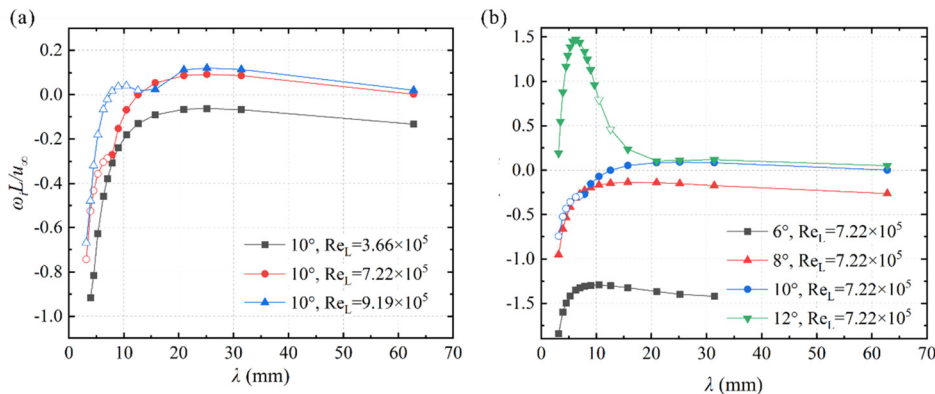 (a)
0.2
0.0
-0.2
-0.4
-0.6
-0.8
-1.0
ωᵢL/u∞
10°, Re_L=3.66×10⁵
10°, Re_L=7.22×10⁵
10°, Re_L=9.19×10⁵
0 10 20 30 40 50 60 70
λ (mm)
(b)
1.5
1.0
0.5
0.0
-0.5
-1.0
-1.5
6°, Re_L=7.22×10⁵
8°, Re_L=7.22×10⁵
10°, Re_L=7.22×10⁵
12°, Re_L=7.22×10⁵
0 10 20 30 40 50 60 70
λ (mm)